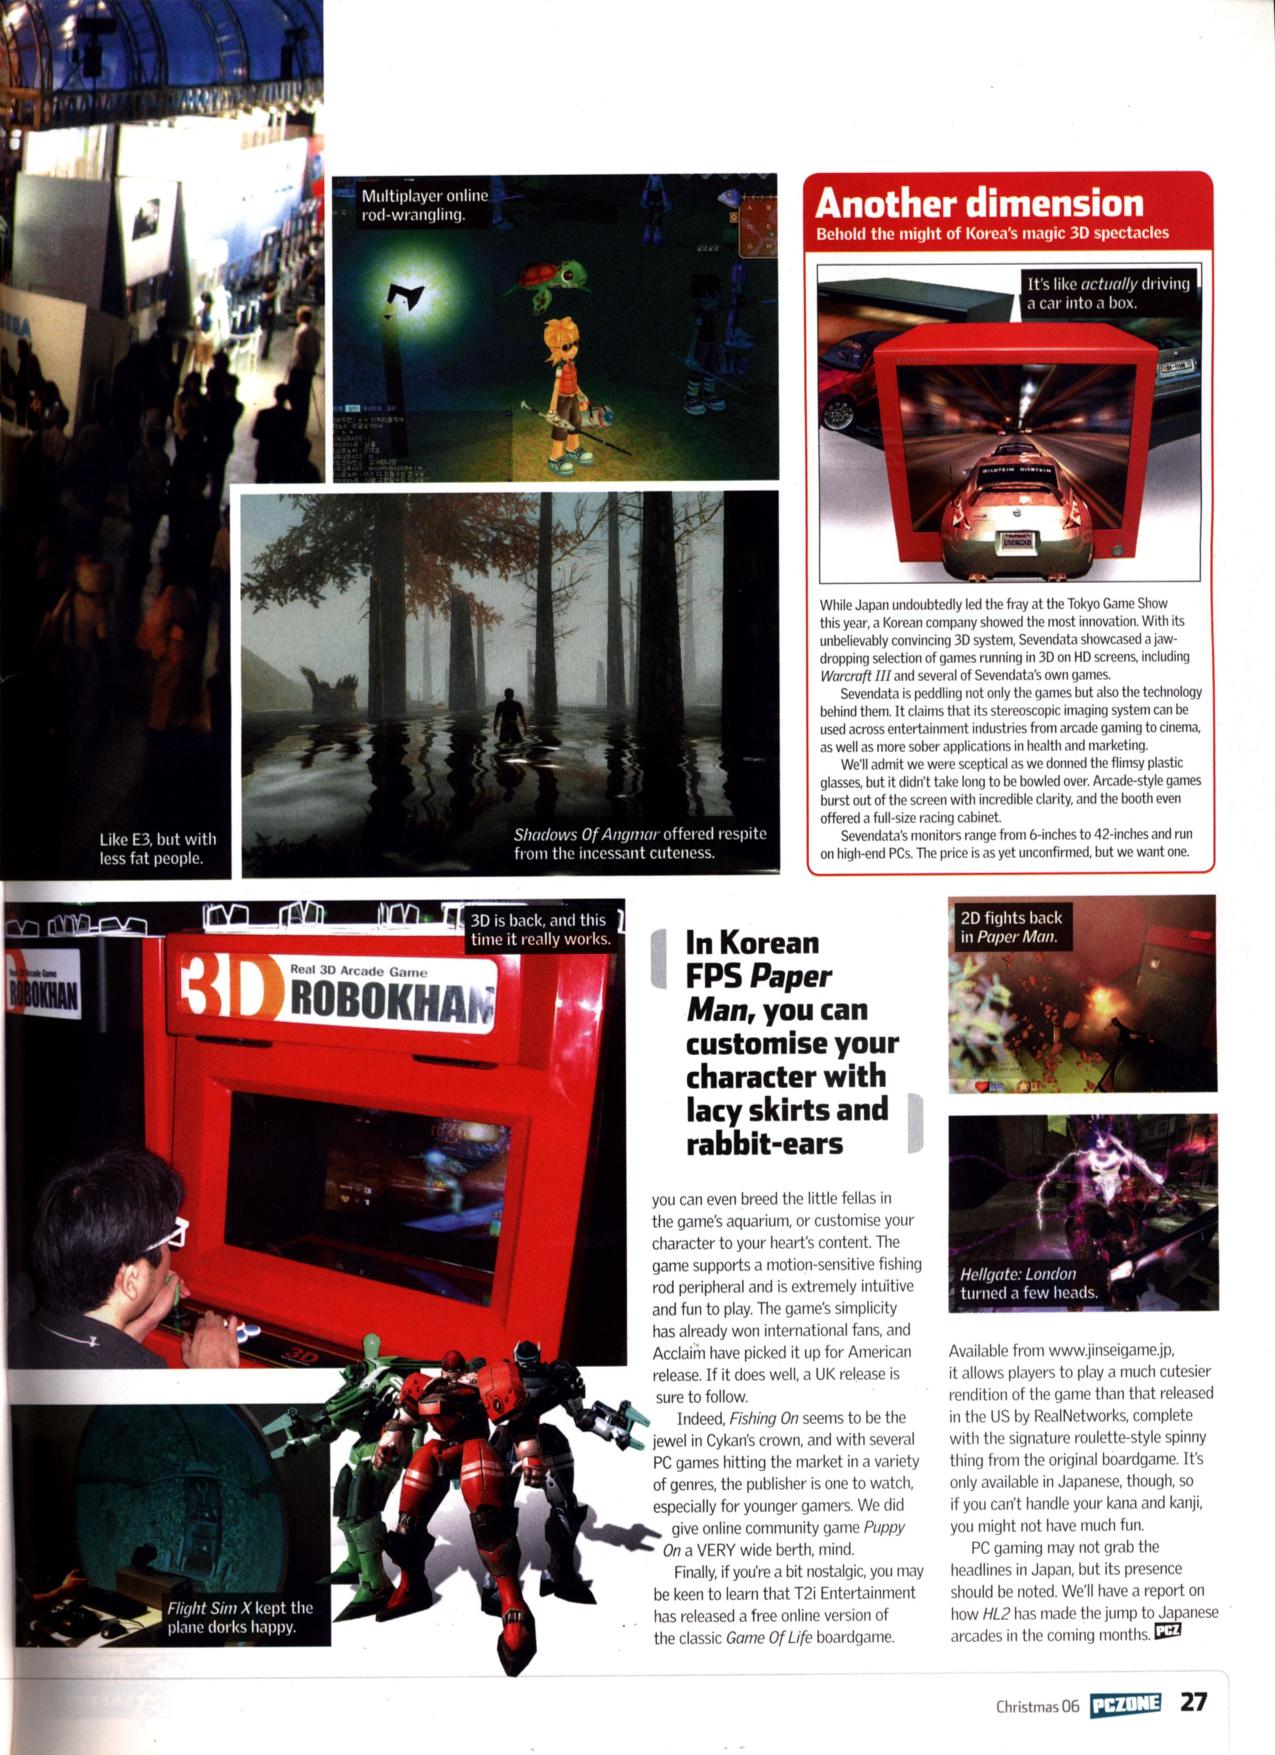 Multiplayer online
rod-wrangling.
Another dimension
Behold the might of Korea's magic 3D spectacles
It's like actually driving
a car into a box.
While Japan undoubtedly led the fray at the Tokyo Game Show
this year, a Korean company showed the most innovation. With its
unbelievably convincing 3D system, Sevendata showcased a jaw-
dropping selection of games running in 3D on HD screens, including
Warcraft III and several of Sevendata's own games.
Sevendata is peddling not only the games but also the technology
behind them. It claims that its stereoscopic imaging system can be
used across entertainment industries from arcade gaming to cinema,
as well as more sober applications in health and marketing.
We'll admit we were sceptical as we donned the flimsy plastic
glasses, but it didn't take long to be bowled over. Arcade-style games
burst out of the screen with incredible clarity, and the booth even
offered a full-size racing cabinet.
Sevendata's monitors range from 6-inches to 42-inches and run
on high-end PCs. The price is as yet unconfirmed, but we want one.
Like E3, but with
less fat people.
Shadows Of Angmar offered respite
from the incessant cuteness.
3D is back, and this
time it really works.
3D
Real 3D Arcade Game
ROBOKHAN
Real 3D Arcade Game
ROBOKHAN
3D
Flight Sim X kept the
plane dorks happy.
In Korean
FPS Paper
Man, you can
customise your
character with
lacy skirts and
rabbit-ears
you can even breed the little fellas in
the game's aquarium, or customise your
character to your heart's content. The
game supports a motion-sensitive fishing
rod peripheral and is extremely intuitive
and fun to play. The game's simplicity
has already won international fans, and
Acclaim have picked it up for American
release. If it does well, a UK release is
sure to follow.
Indeed, Fishing On seems to be the
jewel in Cykan's crown, and with several
PC games hitting the market in a variety
of genres, the publisher is one to watch,
especially for younger gamers. We did
give online community game Puppy
On a VERY wide berth, mind.
Finally, if you're a bit nostalgic, you may
be keen to learn that T2i Entertainment
has released a free online version of
the classic Game Of Life boardgame.
2D fights back
in Paper Man.
Hellgate: London
turned a few heads.
Available from www.jinseigame.jp,
it allows players to play a much cutesier
rendition of the game than that released
in the US by RealNetworks, complete
with the signature roulette-style spinny
thing from the original boardgame. It's
only available in Japanese, though, so
if you can't handle your kana and kanji,
you might not have much fun.
PC gaming may not grab the
headlines in Japan, but its presence
should be noted. We'll have a report on
how HL2 has made the jump to Japanese
arcades in the coming months. PCZ
Christmas 06 PCZONE 27